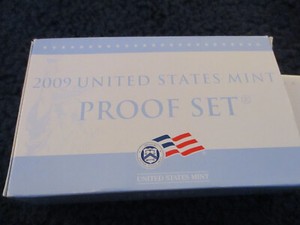 2009 UNITED STATES MINT
PROOF SET®
UNITED STATES MINT